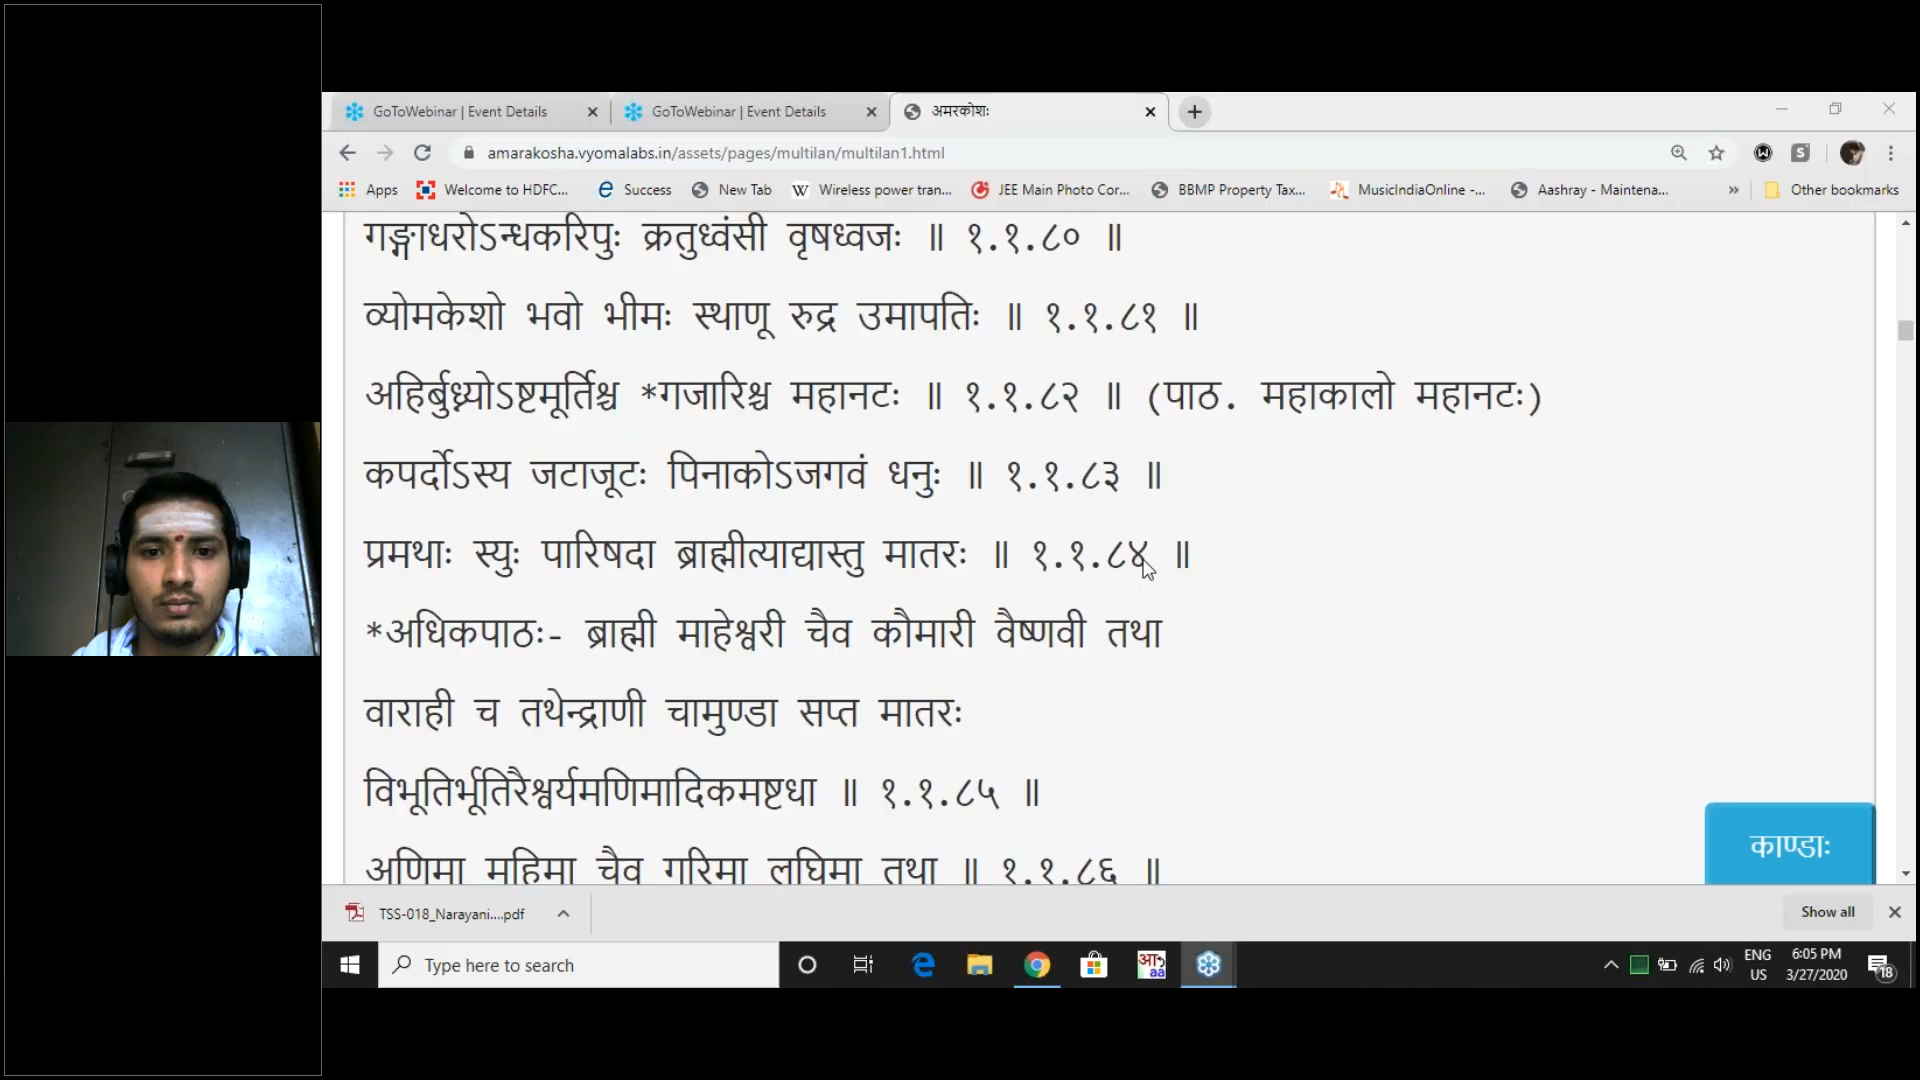 GoToWebinar | Event Details
GoToWebinar | Event Details
अमरकोशः
amarakosha.vyomalabs.in/assets/pages/multilan/multilan1.html
Apps
Welcome to HDFC...
Success
New Tab
Wireless power tran...
JEE Main Photo Cor...
BBMP Property Tax...
MusicIndiaOnline -...
Aashray - Maintena...
»
Other bookmarks
गङ्गाधरोऽन्धकरिपुः क्रतुध्वंसी वृषध्वजः ॥ १.१.८० ॥
व्योमकेशो भवो भीमः स्थाणू रुद्र उमापतिः ॥ १.१.८१ ॥
अहिर्बुध्न्योऽष्टमूर्तिश्च *गजारिश्च महानटः ॥ १.१.८२ ॥ (पाठ. महाकालो महानटः)
कपर्दोऽस्य जटाजूटः पिनाकोऽजगवं धनुः ॥ १.१.८३ ॥
प्रमथाः स्युः पारिषदा ब्राह्मीत्याद्यास्तु मातरः ॥ १.१.८४ ॥
*अधिकपाठः- ब्राह्मी माहेश्वरी चैव कौमारी वैष्णवी तथा
वाराही च तथेन्द्राणी चामुण्डा सप्त मातरः
विभूतिर्भूतिरैश्वर्यमणिमादिकमष्टधा ॥ १.१.८५ ॥
अणिमा महिमा चैव गरिमा लघिमा तथा ॥ १.१.८६ ॥
काण्डाः
TSS-018_Narayani....pdf
Show all
Type here to search
ENG
US
6:05 PM
3/27/2020
18